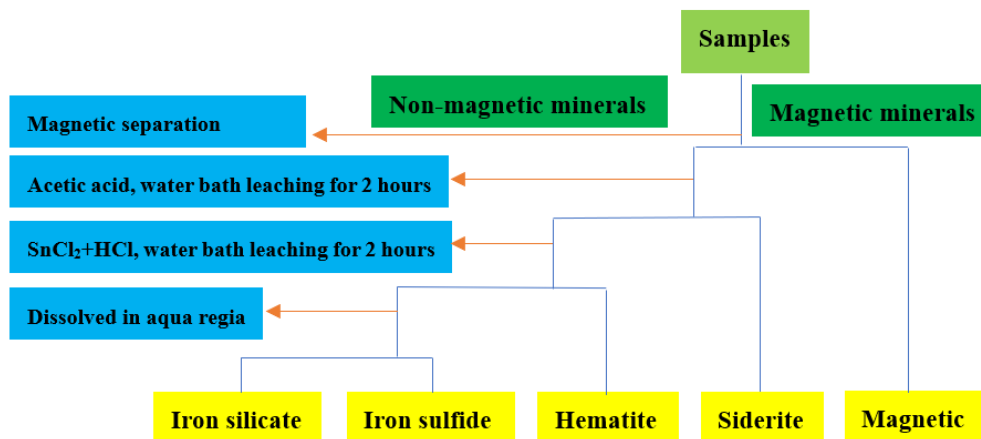 Samples
Non-magnetic minerals
Magnetic minerals
Magnetic separation
Acetic acid, water bath leaching for 2 hours
SnCl₂+HCl, water bath leaching for 2 hours
Dissolved in aqua regia
Iron silicate
Iron sulfide
Hematite
Siderite
Magnetic